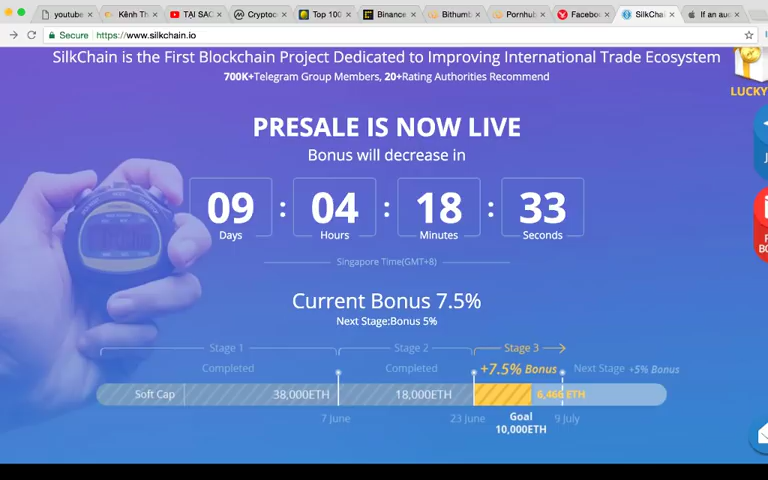 youtube
Kênh Th
TẠI SAO
Cryptoc
Top 100
Binance
Bithumb
Pornhub
Faceboo
SilkChai
If an aud
Secure https://www.silkchain.io
SilkChain is the First Blockchain Project Dedicated to Improving International Trade Ecosystem
700K+Telegram Group Members, 20+Rating Authorities Recommend
LUCKY
PRESALE IS NOW LIVE
Bonus will decrease in
09 : 04 : 18 : 33
Days Hours Minutes Seconds
Singapore Time(GMT+8)
Current Bonus 7.5%
Next Stage:Bonus 5%
Stage 1 Stage 2 Stage 3
Completed Completed +7.5% Bonus Next Stage +5% Bonus
Soft Cap 38,000ETH 18,000ETH 6,466 ETH
7 June 23 June Goal 9 July
10,000ETH